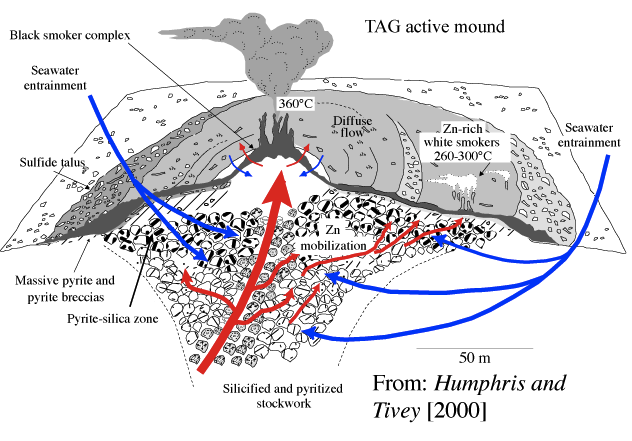 TAG active mound
Black smoker complex
Seawater
entrainment
360°C
Diffuse
flow
Zn-rich
white smokers
260-300°C
Seawater
entrainment
Sulfide talus
Zn
mobilization
Massive pyrite and
pyrite breccias
Pyrite-silica zone
50 m
Silicified and pyritized
stockwork
From: Humphris and
Tivey [2000]